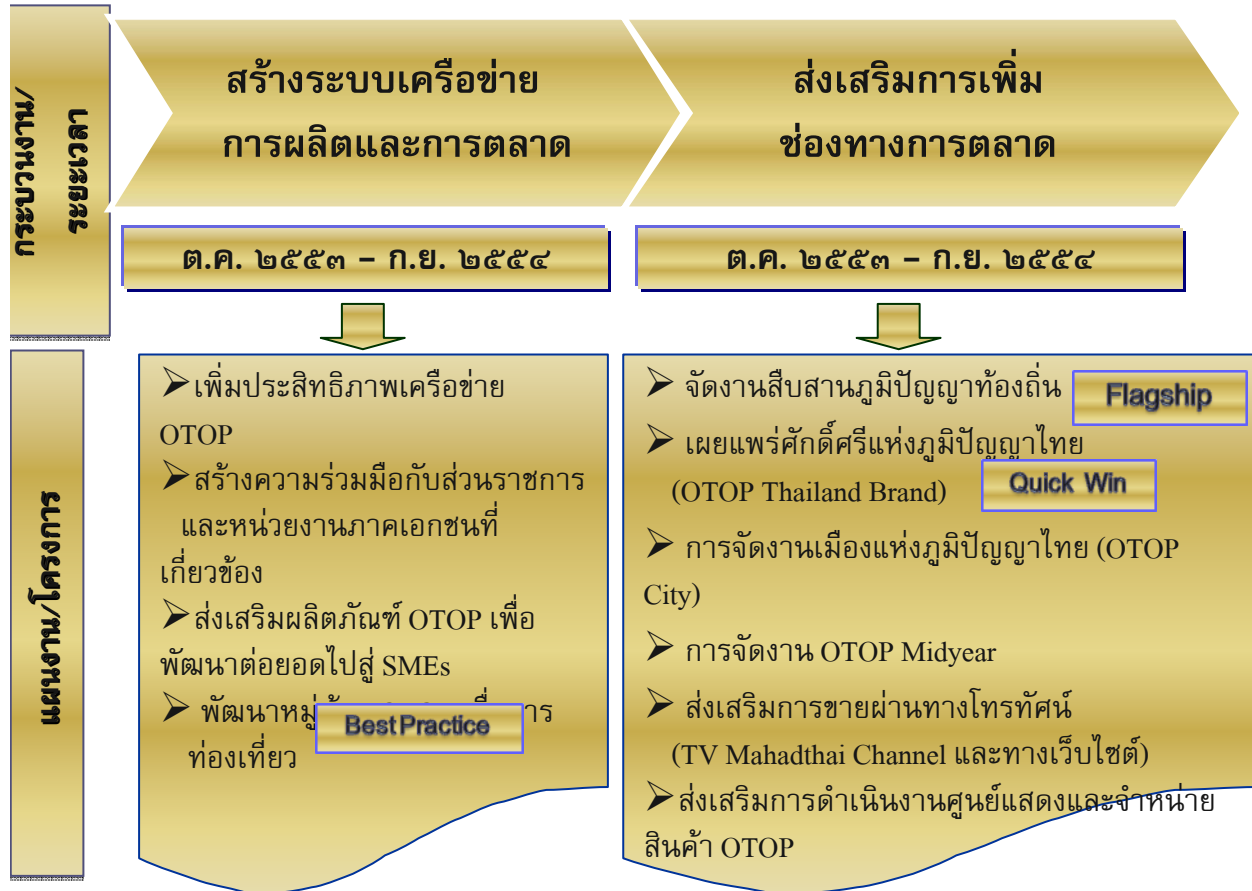 กระบวนงาน/
ระยะเวลา
สร้างระบบเครือข่าย
การผลิตและการตลาด
ส่งเสริมการเพิ่ม
ช่องทางการตลาด
ต.ค. ๒๕๕๓ – ก.ย. ๒๕๕๔
ต.ค. ๒๕๕๓ – ก.ย. ๒๕๕๔
แผนงาน/โครงการ
➢เพิ่มประสิทธิภาพเครือข่าย
OTOP
➢สร้างความร่วมมือกับส่วนราชการ
และหน่วยงานภาคเอกชนที่
เกี่ยวข้อง
➢ส่งเสริมผลิตภัณฑ์ OTOP เพื่อ
พัฒนาต่อยอดไปสู่ SMEs
➢ พัฒนาหมู่
Best Practice
ท่องเที่ยว
➢ จัดงานสืบสานภูมิปัญญาท้องถิ่น
Flagship
➢ เผยแพร่ศักดิ์ศรีแห่งภูมิปัญญาไทย
(OTOP Thailand Brand)
Quick Win
➢ การจัดงานเมืองแห่งภูมิปัญญาไทย (OTOP
City)
➢ การจัดงาน OTOP Midyear
➢ ส่งเสริมการขายผ่านทางโทรทัศน์
(TV Mahadthai Channel และทางเว็บไซต์)
➢ส่งเสริมการดำเนินงานศูนย์แสดงและจำหน่าย
สินค้า OTOP